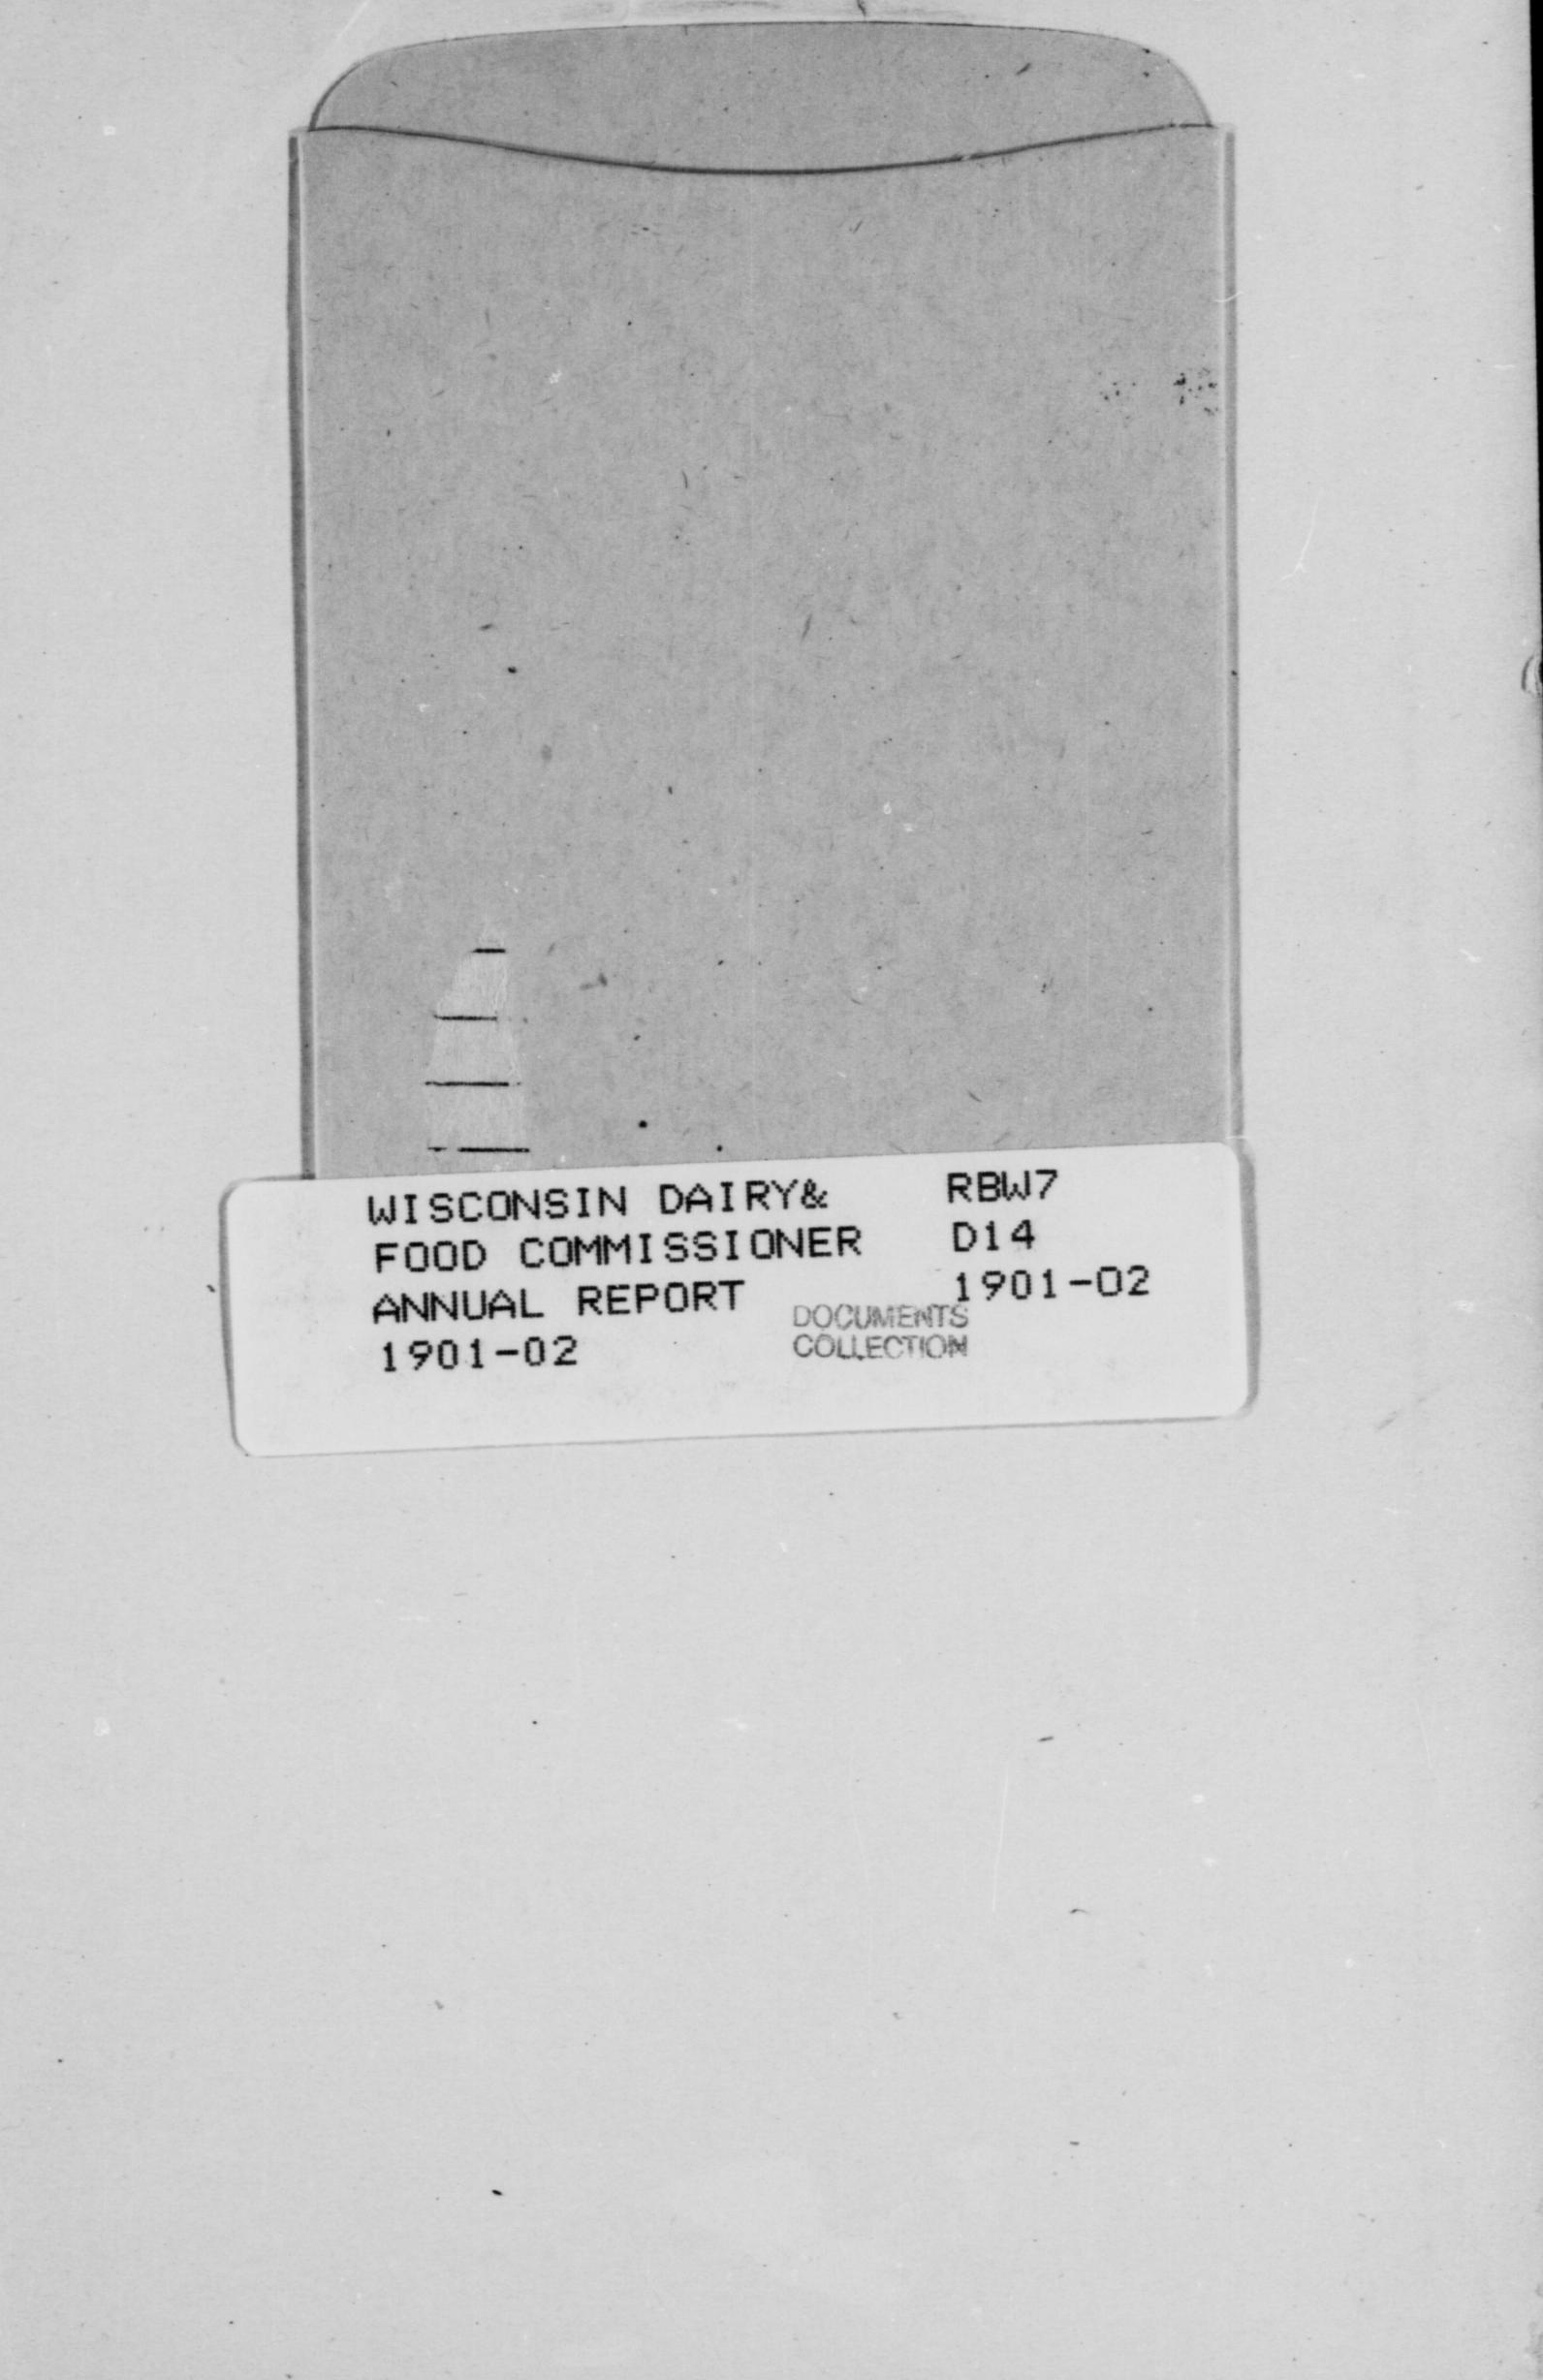 WISCONSIN DAIRY&
FOOD COMMISSIONER
ANNUAL REPORT
1901-02
RBW7
D14
1901-02
DOCUMENTS
COLLECTION